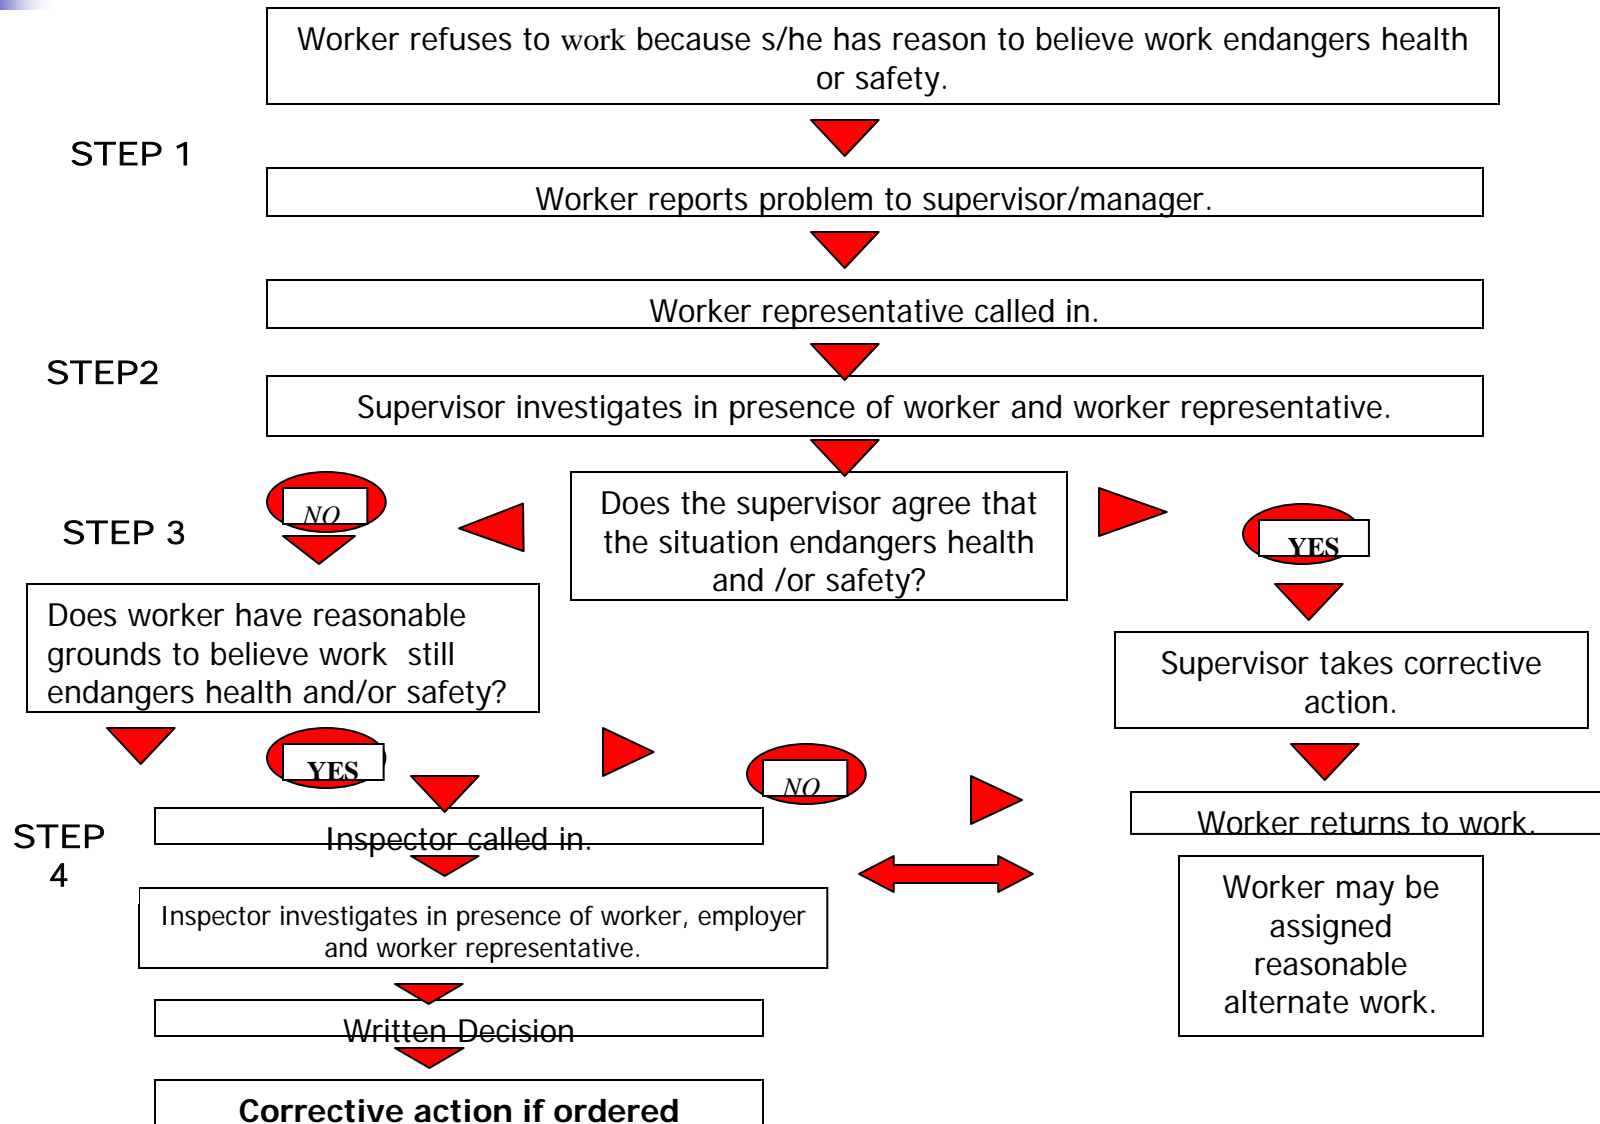 Worker refuses to work because s/he has reason to believe work endangers health
or safety.
STEP 1
Worker reports problem to supervisor/manager.
Worker representative called in.
STEP2
Supervisor investigates in presence of worker and worker representative.
STEP 3
NO
Does the supervisor agree that
the situation endangers health
and /or safety?
YES
Does worker have reasonable
grounds to believe work still
endangers health and/or safety?
Supervisor takes corrective
action.
YES
NO
STEP
4
Inspector called in.
Worker returns to work.
Inspector investigates in presence of worker, employer
and worker representative.
Worker may be
assigned
reasonable
alternate work.
Written Decision
Corrective action if ordered